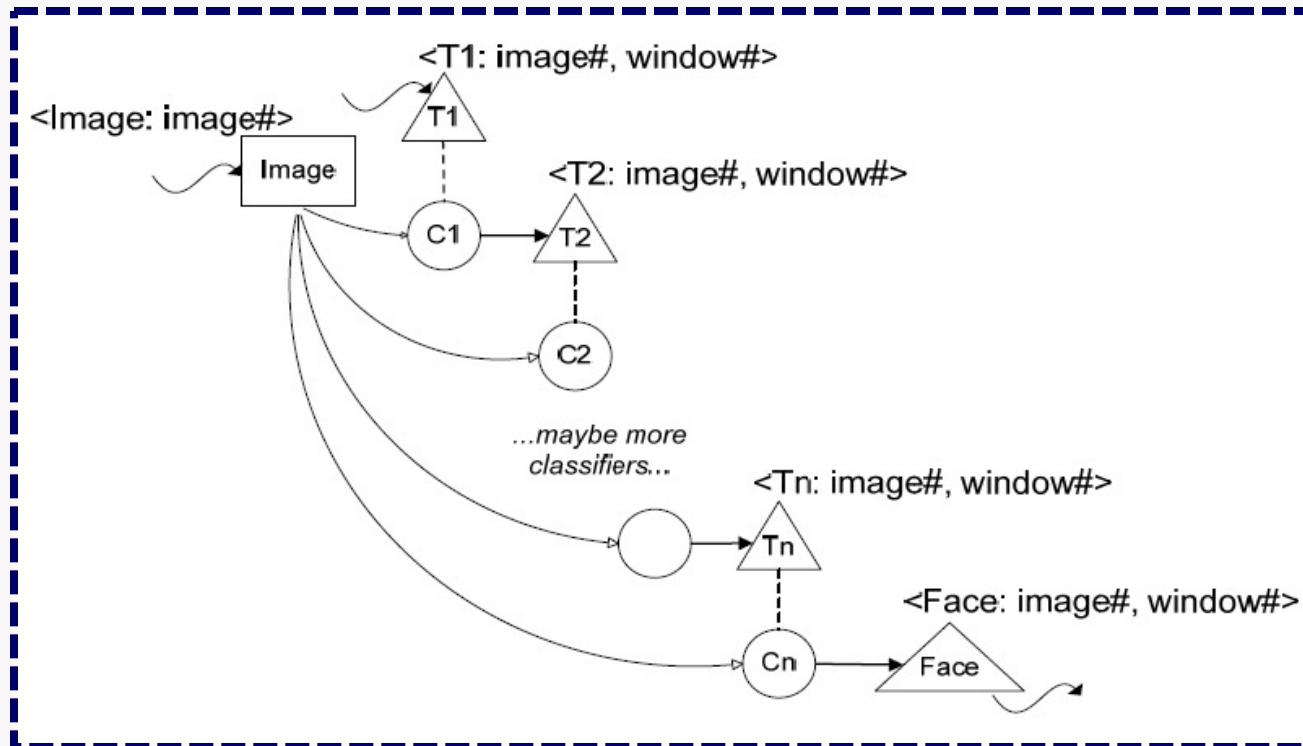 <T1: image#, window#>
T1
<Image: image#>
Image
<T2: image#, window#>
C1
T2
C2
...maybe more
classifiers...
<Tn: image#, window#>
Tn
<Face: image#, window#>
Cn
Face